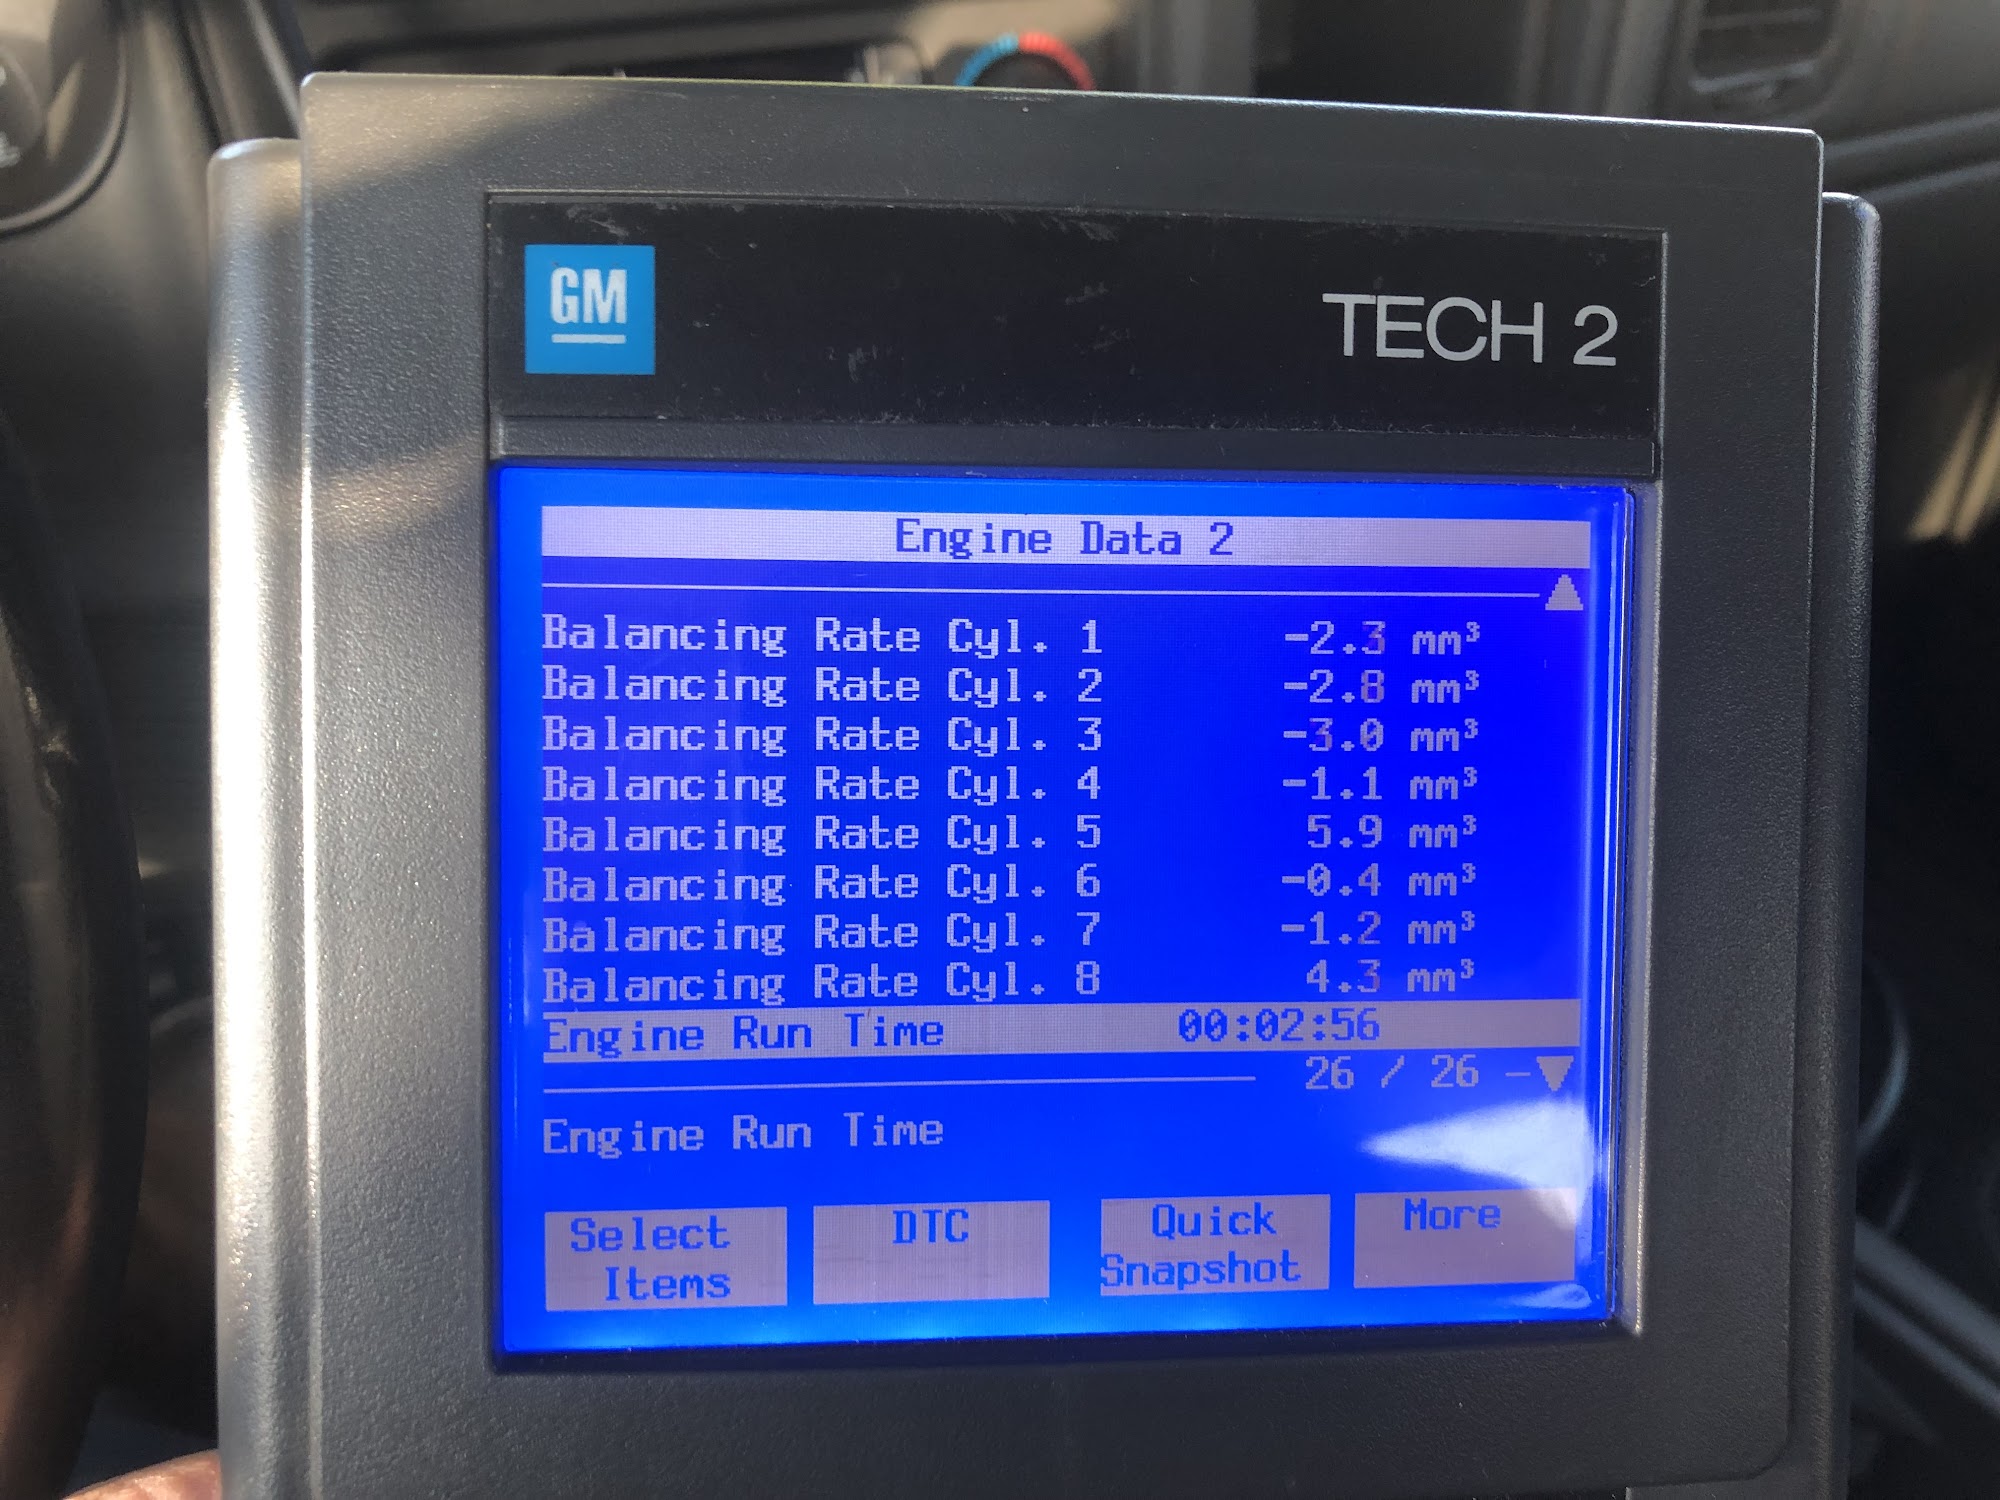 GM
TECH 2
Engine Data 2
Balancing Rate Cyl. 1 -2.3 mm³
Balancing Rate Cyl. 2 -2.8 mm³
Balancing Rate Cyl. 3 -3.0 mm³
Balancing Rate Cyl. 4 -1.1 mm³
Balancing Rate Cyl. 5 5.9 mm³
Balancing Rate Cyl. 6 -0.4 mm³
Balancing Rate Cyl. 7 -1.2 mm³
Balancing Rate Cyl. 8 4.3 mm³
Engine Run Time 00:02:56
26 / 26
Engine Run Time
Select Items
DTC
Quick Snapshot
More